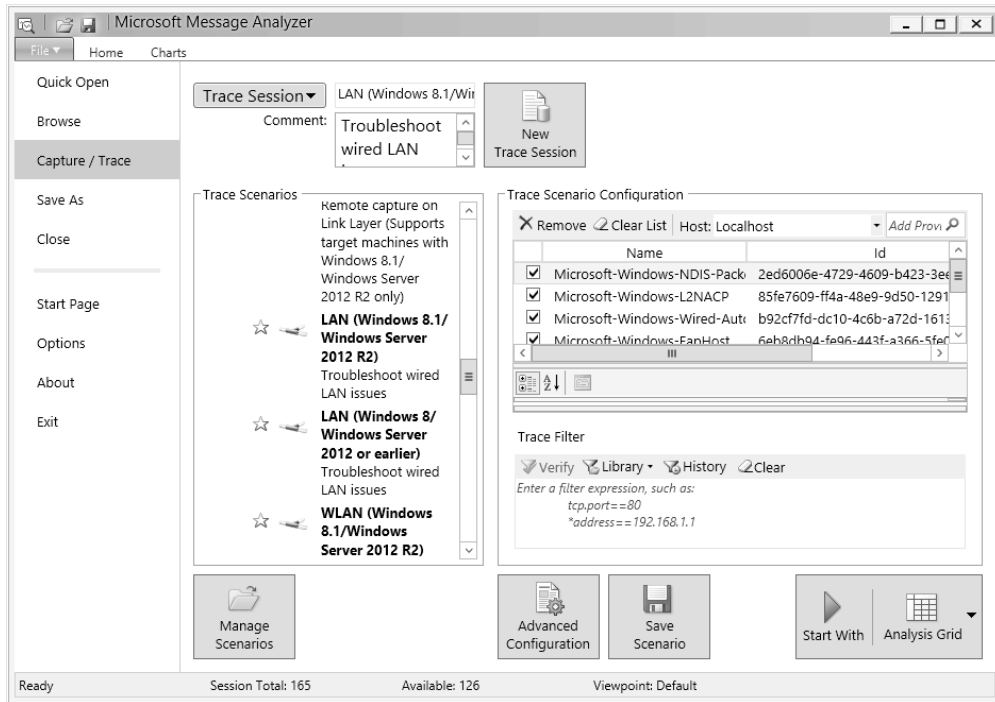 Microsoft Message Analyzer
File
Home
Charts
Quick Open
Browse
Capture / Trace
Save As
Close
Start Page
Options
About
Exit
Trace Session
LAN (Windows 8.1/Wir
Comment:
Troubleshoot
wired LAN
New
Trace Session
Trace Scenarios
Remote capture on
Link Layer (Supports
target machines with
Windows 8.1/
Windows Server
2012 R2 only)
LAN (Windows 8.1/
Windows Server
2012 R2)
Troubleshoot wired
LAN issues
LAN (Windows 8/
Windows Server
2012 or earlier)
Troubleshoot wired
LAN issues
WLAN (Windows
8.1/Windows
Server 2012 R2)
Trace Scenario Configuration
Remove Clear List Host: Localhost Add Provi
Name Id
Microsoft-Windows-NDIS-Pack 2ed6006e-4729-4609-b423-3ee
Microsoft-Windows-L2NACP 85fe7609-ff4a-48e9-9d50-1291
Microsoft-Windows-Wired-Aut b92cf7fd-dc10-4c6b-a72d-1613
Microsoft-Windows-EapHost 6eb8db94-fe96-443f-a366-5fe0
Trace Filter
Verify Library History Clear
Enter a filter expression, such as:
tcp.port==80
*address==192.168.1.1
Manage
Scenarios
Advanced
Configuration
Save
Scenario
Start With
Analysis Grid
Ready Session Total: 165 Available: 126 Viewpoint: Default